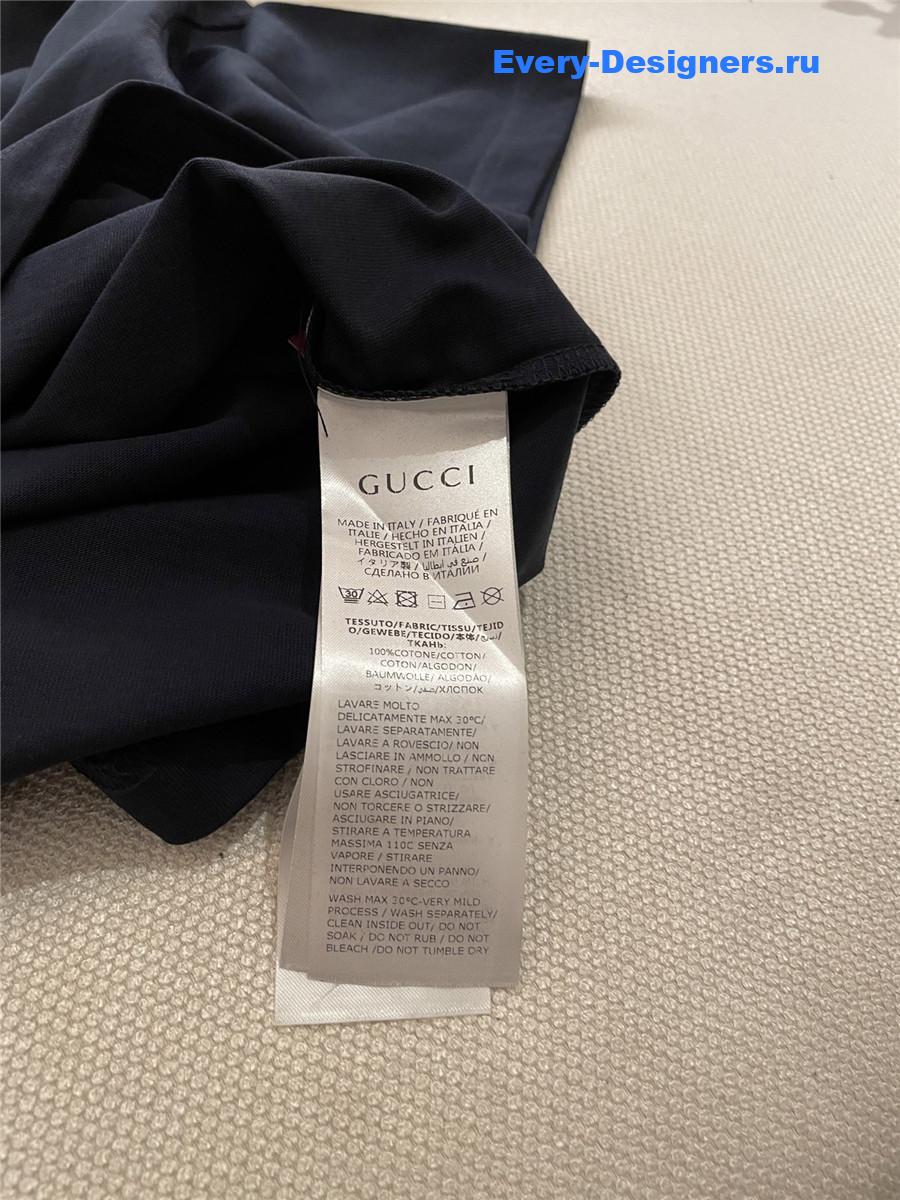 Every-Designers.ru
GUCCI
MADE IN ITALY / FABRIQUÉ EN
ITALIE / HECHO EN ITALIA /
HERGESTELT IN ITALIEN /
FABRICADO EM ITÁLIA /
イタリア製 / صنع في ايطاليا /
СДЕЛАНО В ИТАЛИИ
30
TESSUTO/FABRIC/TISSU/TEJID
O/GEWEBE/TECIDO/本体/نسيج/
ТКАНЬ:
100%COTONE/COTTON/
COTON/ALGODON/
BAUMWOLLE/ ALGODÃO/
コットン/قطن/ХЛОПОК
LAVARE MOLTO
DELICATAMENTE MAX 30°C/
LAVARE SEPARATAMENTE/
LAVARE A ROVESCIO/ NON
LASCIARE IN AMMOLLO / NON
STROFINARE / NON TRATTARE
CON CLORO / NON
USARE ASCIUGATRICE/
NON TORCERE O STRIZZARE/
ASCIUGARE IN PIANO/
STIRARE A TEMPERATURA
MASSIMA 110C SENZA
VAPORE / STIRARE
INTERPONENDO UN PANNO/
NON LAVARE A SECCO
WASH MAX 30°C-VERY MILD
PROCESS / WASH SEPARATELY/
CLEAN INSIDE OUT/ DO NOT
SOAK / DO NOT RUB / DO NOT
BLEACH /DO NOT TUMBLE DRY